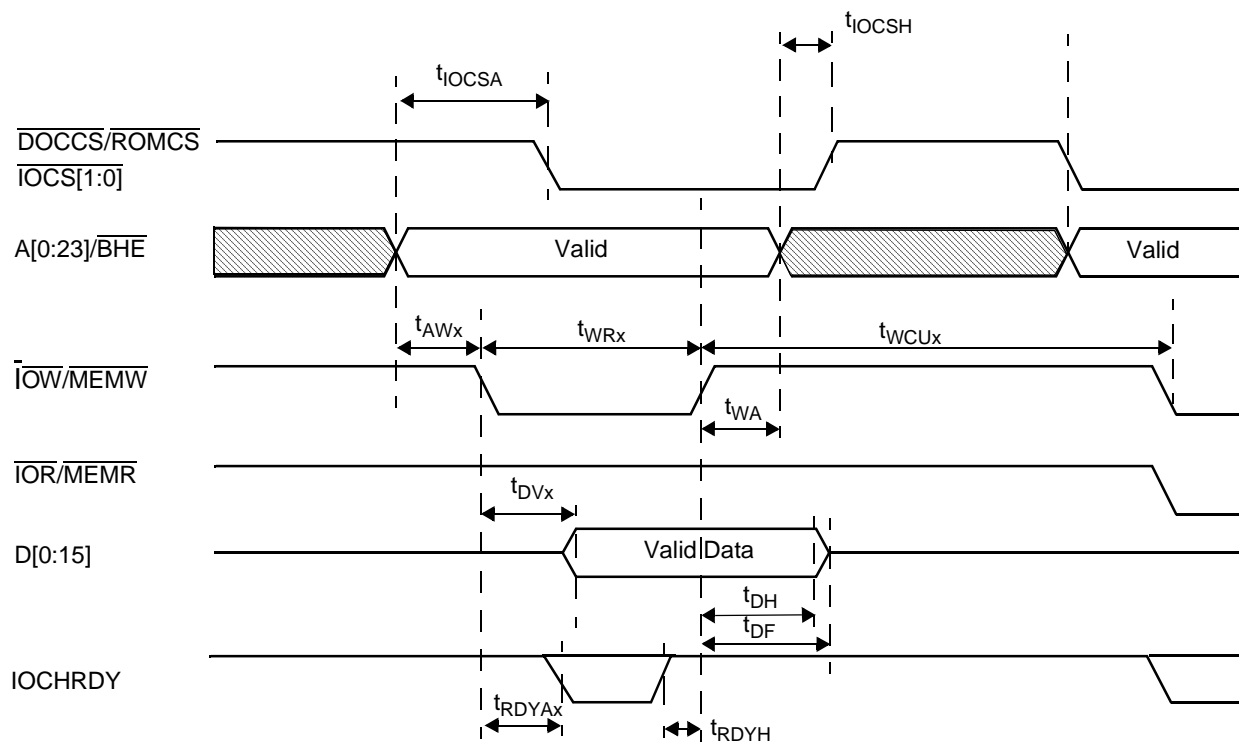 tIOCSH
tIOCSA
DOCCS/ROMCS
IOCS[1:0]
A[0:23]/BHE
Valid
Valid
tAWx
tWRx
tWCUx
IOW/MEMW
tWA
IOR/MEMR
tDVx
D[0:15]
Valid Data
tDH
tDF
IOCHRDY
tRDYAx
tRDYH